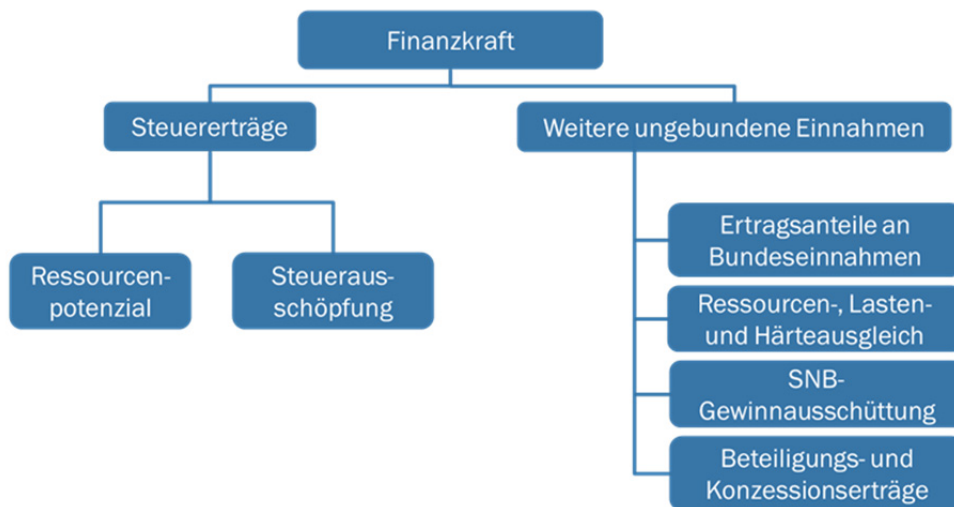 Finanzkraft
Steuererträge
Weitere ungebundene Einnahmen
Ressourcen-
potenzial
Steueraus-
schöpfung
Ertragsanteile an
Bundeseinnahmen
Ressourcen-, Lasten-
und Härteausgleich
SNB-
Gewinnausschüttung
Beteiligungs- und
Konzessionserträge